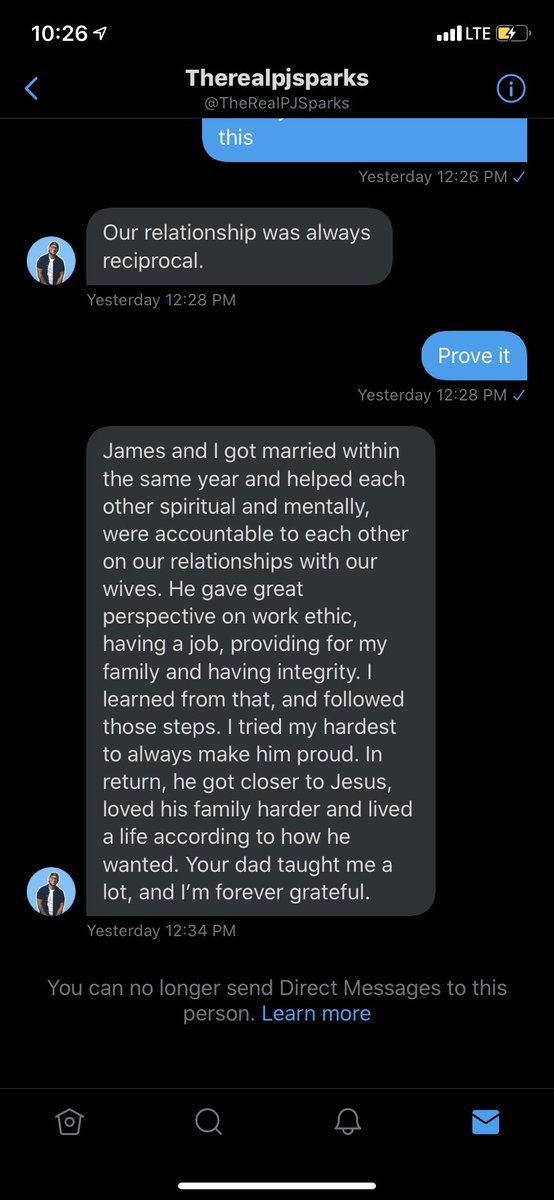 10:26
LTE
Therealpjsparks
@TheRealPJSparks
this
Yesterday 12:26 PM
Our relationship was always
reciprocal.
Yesterday 12:28 PM
Prove it
Yesterday 12:28 PM
James and I got married within
the same year and helped each
other spiritual and mentally,
were accountable to each other
on our relationships with our
wives. He gave great
perspective on work ethic,
having a job, providing for my
family and having integrity. I
learned from that, and followed
those steps. I tried my hardest
to always make him proud. In
return, he got closer to Jesus,
loved his family harder and lived
a life according to how he
wanted. Your dad taught me a
lot, and I’m forever grateful.
Yesterday 12:34 PM
You can no longer send Direct Messages to this
person. Learn more